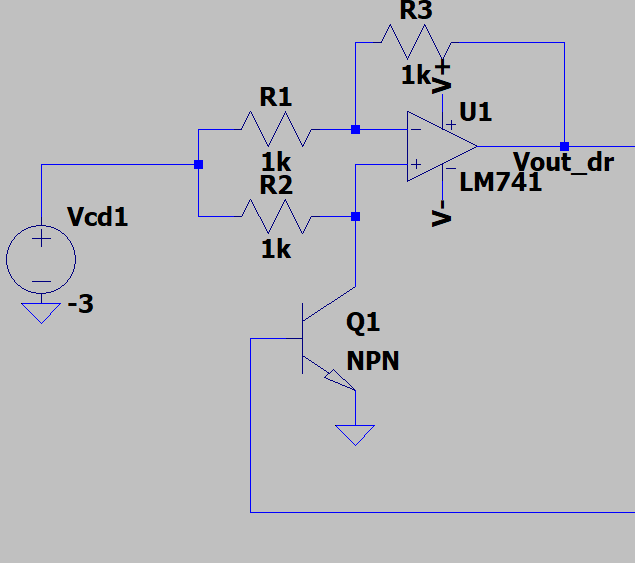 R3
1k
V+
R1
U1
1k
R2
Vout_dr
LM741
Vcd1
1k
V-
-3
Q1
NPN